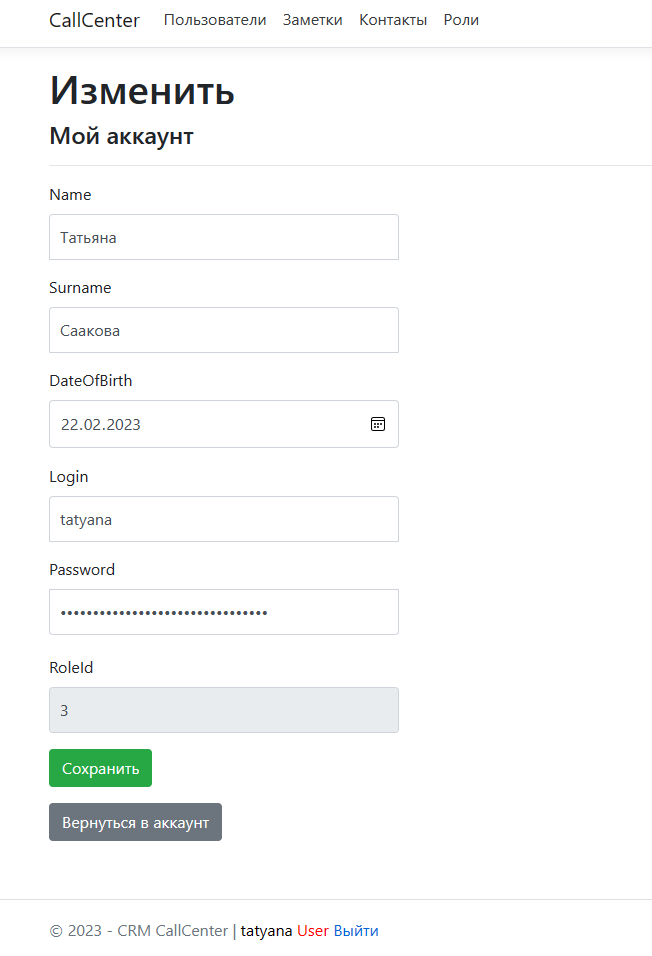 CallCenter Пользователи Заметки Контакты Роли
Изменить
Мой аккаунт
Name
Татьяна
Surname
Саакова
DateOfBirth
22.02.2023
Login
tatyana
Password
••••••••••••••••••••••••••••••••
RoleId
3
Сохранить
Вернуться в аккаунт
© 2023 - CRM CallCenter | tatyana User Выйти